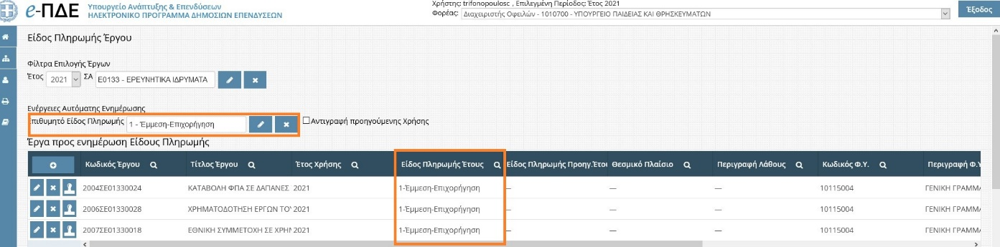 e-ΠΔΕ Υπουργείο Ανάπτυξης & Επενδύσεων
ΗΛΕΚΤΡΟΝΙΚΟ ΠΡΟΓΡΑΜΜΑ ΔΗΜΟΣΙΩΝ ΕΠΕΝΔΥΣΕΩΝ
Χρήστης: trifonopoulosc , Επιλεγμένη Περίοδος: Έτος 2021
Φορέας: Διαχειριστής Οφειλών - 1010700 - ΥΠΟΥΡΓΕΙΟ ΠΑΙΔΕΙΑΣ ΚΑΙ ΘΡΗΣΚΕΥΜΑΤΩΝ
Έξοδος
Είδος Πληρωμής Έργου
Φίλτρα Επιλογής Έργων
Έτος 2021 ΣΑ Ε0133 - ΕΡΕΥΝΗΤΙΚΑ ΙΔΡΥΜΑΤΑ
Ενέργειες Αυτόματης Ενημέρωσης
πιθυμητό Είδος Πληρωμής 1 - Έμμεση-Επιχορήγηση Αντιγραφή προηγούμενης Χρήσης
Έργα προς ενημέρωση Είδους Πληρωμής
Κωδικός Έργου Τίτλος Έργου Έτος Χρήσης Είδος Πληρωμής Έτους Είδος Πληρωμής Προηγ.Έτου Θεσμικό Πλαίσιο Περιγραφή Λάθους Κωδικός Φ.Υ. Περιγραφή Φ.Υ
2004ΣΕ01330024 ΚΑΤΑΒΟΛΗ ΦΠΑ ΣΕ ΔΑΠΑΝΕΣ 2021 1-Έμμεση-Επιχορήγηση — — — 10115004 ΓΕΝΙΚΗ ΓΡΑΜΜΑ
2006ΣΕ01330028 ΧΡΗΜΑΤΟΔΟΤΗΣΗ ΕΡΓΩΝ ΤΟΥ 2021 1-Έμμεση-Επιχορήγηση — — — 10115004 ΓΕΝΙΚΗ ΓΡΑΜΜΑ
2007ΣΕ01330018 ΕΘΝΙΚΗ ΣΥΜΜΕΤΟΧΗ ΣΕ ΧΡΗΜ 2021 1-Έμμεση-Επιχορήγηση — — — 10115004 ΓΕΝΙΚΗ ΓΡΑΜΜΑ